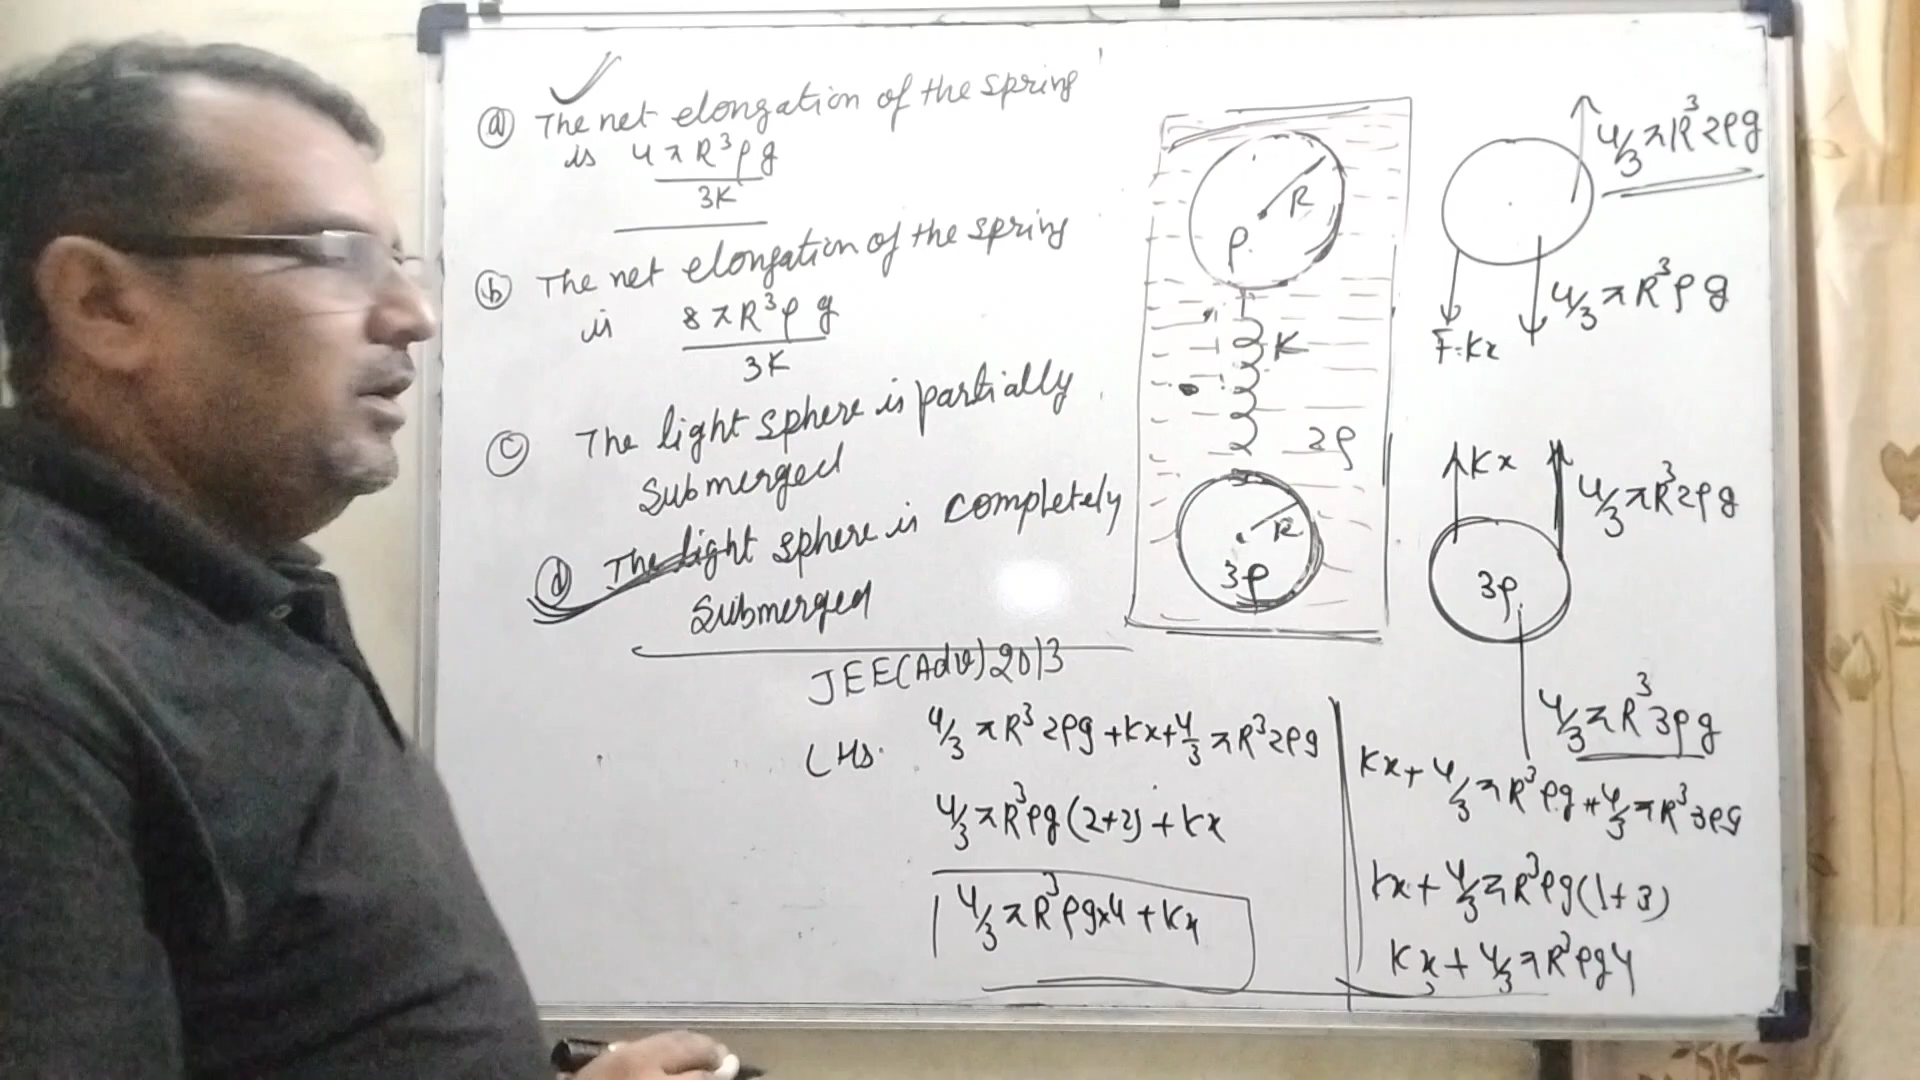 ⓐ The net elongation of the spring
is 4πR³ρg
3K
ⓑ The net elongation of the spring
is 8πR³ρg
3K
ⓒ The light sphere is partially
submerged
ⓓ The light sphere is completely
submerged
JEE(Adv)2013
LHS. 4/3 πR³2ρg+Kx+4/3 πR³2ρg
4/3 πR³ρg(2+2)+Kx
4/3 πR³ρgx4+Kx
R
ρ
K
2ρ
R
3ρ
4/3 πR³2ρg
4/3 πR³ρg
F=Kx
Kx
4/3 πR³2ρg
3ρ
4/3 πR³3ρg
Kx+4/3 πR³ρg+4/3 πR³3ρg
Kx+4/3 πR³ρg(1+3)
Kx+4/3 πR³ρg4